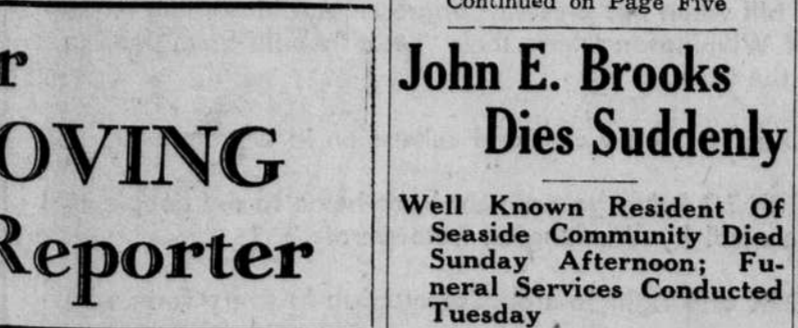 r
OVING
Reporter
Continued on Page Five
John E. Brooks
Dies Suddenly
Well Known Resident Of
Seaside Community Died
Sunday Afternoon; Fu-
neral Services Conducted
Tuesday